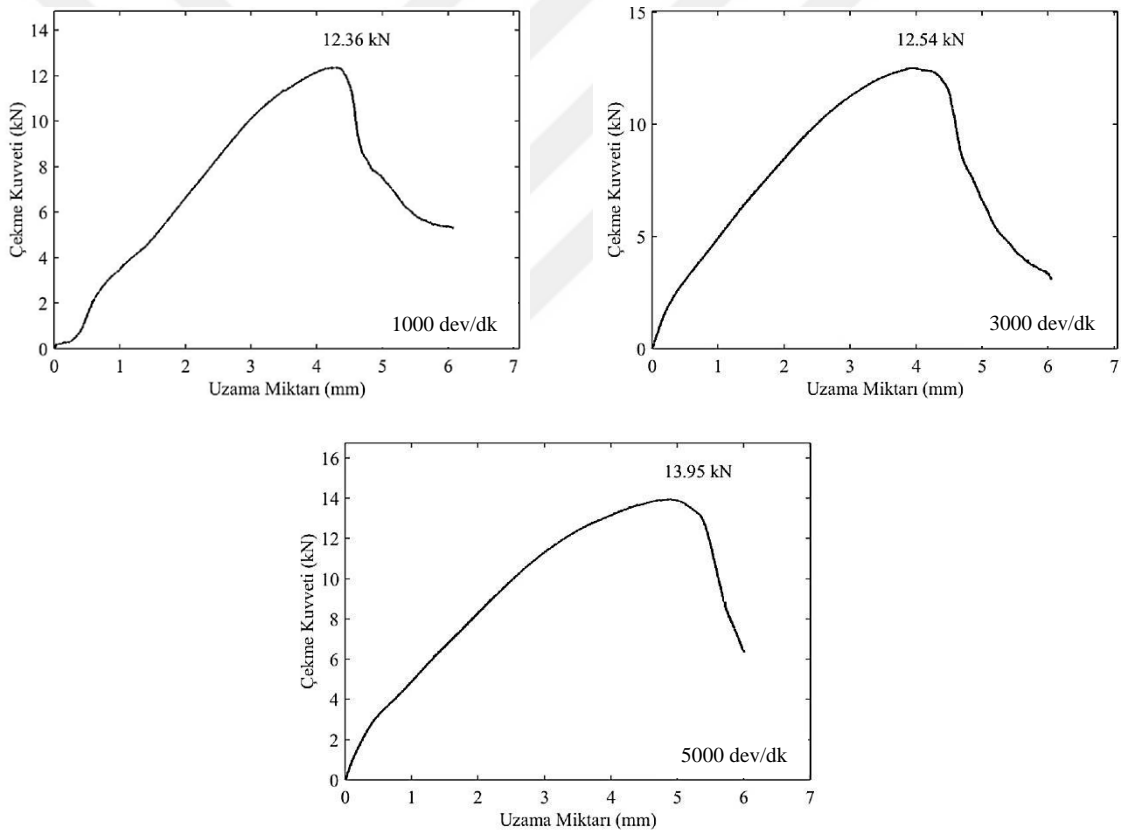 12.36 kN
Çekme Kuvveti (kN)
14
12
10
8
6
4
2
0
1000 dev/dk
0 1 2 3 4 5 6 7
Uzama Miktarı (mm)
12.54 kN
Çekme Kuvveti (kN)
15
10
5
0
3000 dev/dk
0 1 2 3 4 5 6 7
Uzama Miktarı (mm)
13.95 kN
Çekme Kuvveti (kN)
16
14
12
10
8
6
4
2
0
5000 dev/dk
0 1 2 3 4 5 6 7
Uzama Miktarı (mm)